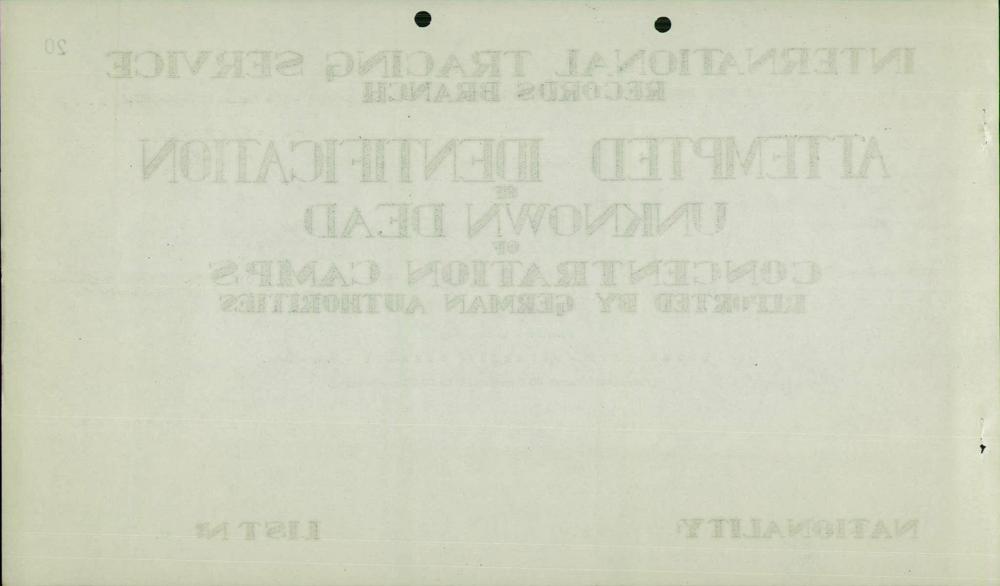 20
INTERNATIONAL TRACING SERVICE
RECORDS BRANCH
ATTEMPTED IDENTIFICATION
OF
UNKNOWN DEAD
OF
CONCENTRATION CAMPS
REPORTED BY GERMAN AUTHORITIES
NATIONALITY: LIST Nº